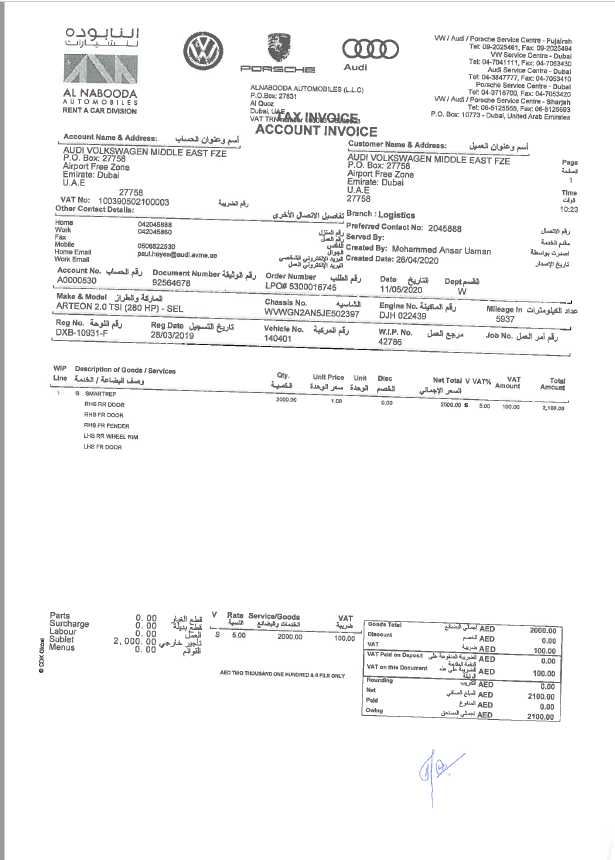 النابوده
للسيارات
AL NABOODA
AUTOMOBILES
RENT A CAR DIVISION
PORSCHE
Audi
VW / Audi / Porsche Service Centre - Fujairah
Tel: 09-2025461, Fax: 09-2025494
VW Service Centre - Dubai
Tel: 04-7041111, Fax: 04-7053430
Audi Service Centre - Dubai
Tel: 04-3847777, Fax: 04-7053410
Porsche Service Centre - Dubai
Tel: 04-3716700, Fax: 04-7053420
VW / Audi / Porsche Service Centre - Sharjah
Tel: 06-5125555, Fax: 06-5125693
P.O. Box: 10773 - Dubai, United Arab Emirates
ALNABOODA AUTOMOBILES (L.L.C)
P.O.Box: 27831
Al Quoz
Dubai, UAE
VAT TRN
TAX INVOICE
ACCOUNT INVOICE
Account Name & Address: أسم وعنوان الحساب
AUDI VOLKSWAGEN MIDDLE EAST FZE
P.O. Box: 27758
Airport Free Zone
Emirate: Dubai
U.A.E
27758
VAT No: 100390502100003 رقم الضريبية
Customer Name & Address: أسم وعنوان العميل
AUDI VOLKSWAGEN MIDDLE EAST FZE
P.O. Box: 27758
Airport Free Zone
Emirate: Dubai
U.A.E
27758
Page
الصفحة
1
Time
الوقت
10:23
Other Contact Details: تفاصيل الاتصال الأخرى
Home 042045888 رقم المنزل
Work 042045860 رقم العمل
Fax الفاكس
Mobile 0506522530 الجوال
Home Email paul.hayes@audi.avme.ae البريد الإلكتروني الشخصي
Work Email البريد الإلكتروني العمل
Branch : Logistics
Preferred Contact No: 2045888 رقم الاتصال
Served By: مقدم الخدمة
Created By: Mohammed Ansar Usman اصدرت بواسطة
Created Date: 26/04/2020 تاريخ الإصدار
Account No. رقم الحساب Document Number رقم الوثيقة Order Number رقم الطلب Date التاريخ Dept القسم
A0000530 92564678 LPO# 5300016745 11/05/2020 W
Make & Model الماركة والطراز Chassis No. الشاسيه Engine No. رقم الماكينة Mileage In عداد الكيلومترات
ARTEON 2.0 TSI (280 HP) - SEL WVWGN2AN5JE502397 DJH 022439 5937
Reg No. رقم اللوحة Reg Date تاريخ التسجيل Vehicle No. رقم المركبة W.I.P. No. مرجع العمل Job No. رقم أمر العمل
DXB-10931-F 28/03/2019 140401 42786
WIP Description of Goods / Services Qty. Unit Price Unit Disc Net Total V VAT% VAT Total
Line وصف البضاعة / الخدمة الكمية سعر الوحدة الوحدة الخصم السعر الإجمالي Amount Amount
1 S SMARTREP 2000.00 1.00 0.00 2000.00 S 5.00 100.00 2,100.00
RHS RR DOOR
RHS FR DOOR
RHS FR FENDER
LHS RR WHEEL RIM
LHS FR DOOR
Parts 0.00 قطع الغيار
Surcharge 0.00 قطع بديلة
Labour 0.00 العمل
Sublet 2,000.00 تأجير خارجي
Menus 0.00 القوائم
V Rate Service/Goods VAT
النسبة الخدمات والبضائع ضريبة
S 5.00 2000.00 100.00
AED TWO THOUSAND ONE HUNDRED & 0 FILS ONLY
Goods Total إجمالي البضائع AED 2000.00
Discount الخصم AED 0.00
VAT ضريبة AED 100.00
VAT Paid on Deposit AED 0.00
VAT on this Document AED 100.00
Rounding التقريب AED 0.00
Net المبلغ الصافي AED 2100.00
Paid المدفوع AED 0.00
Owing AED 2100.00
© CDK Global